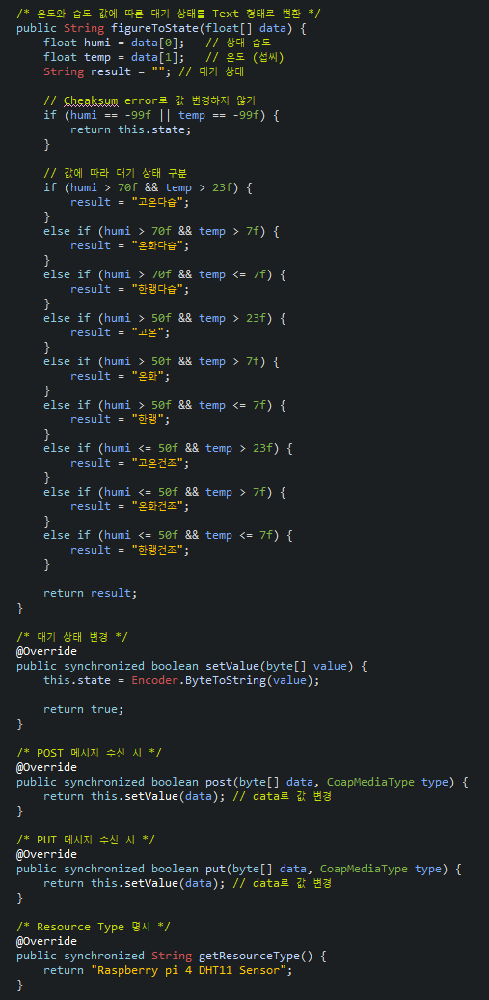 /* 온도와 습도 값에 따른 대기 상태를 Text 형태로 변환 */
public String figureToState(float[] data) {
    float humi = data[0];   // 상대 습도
    float temp = data[1];   // 온도 (섭씨)
    String result = ""; // 대기 상태

    // Cheaksum error로 값 변경하지 않기
    if (humi == -99f || temp == -99f) {
        return this.state;
    }

    // 값에 따라 대기 상태 구분
    if (humi > 70f && temp > 23f) {
        result = "고온다습";
    }
    else if (humi > 70f && temp > 7f) {
        result = "온화다습";
    }
    else if (humi > 70f && temp <= 7f) {
        result = "한랭다습";
    }
    else if (humi > 50f && temp > 23f) {
        result = "고온";
    }
    else if (humi > 50f && temp > 7f) {
        result = "온화";
    }
    else if (humi > 50f && temp <= 7f) {
        result = "한랭";
    }
    else if (humi <= 50f && temp > 23f) {
        result = "고온건조";
    }
    else if (humi <= 50f && temp > 7f) {
        result = "온화건조";
    }
    else if (humi <= 50f && temp <= 7f) {
        result = "한랭건조";
    }

    return result;
}

/* 대기 상태 변경 */
@Override
public synchronized boolean setValue(byte[] value) {
    this.state = Encoder.ByteToString(value);

    return true;
}

/* POST 메시지 수신 시 */
@Override
public synchronized boolean post(byte[] data, CoapMediaType type) {
    return this.setValue(data); // data로 값 변경
}

/* PUT 메시지 수신 시 */
@Override
public synchronized boolean put(byte[] data, CoapMediaType type) {
    return this.setValue(data); // data로 값 변경
}

/* Resource Type 명시 */
@Override
public synchronized String getResourceType() {
    return "Raspberry pi 4 DHT11 Sensor";
}